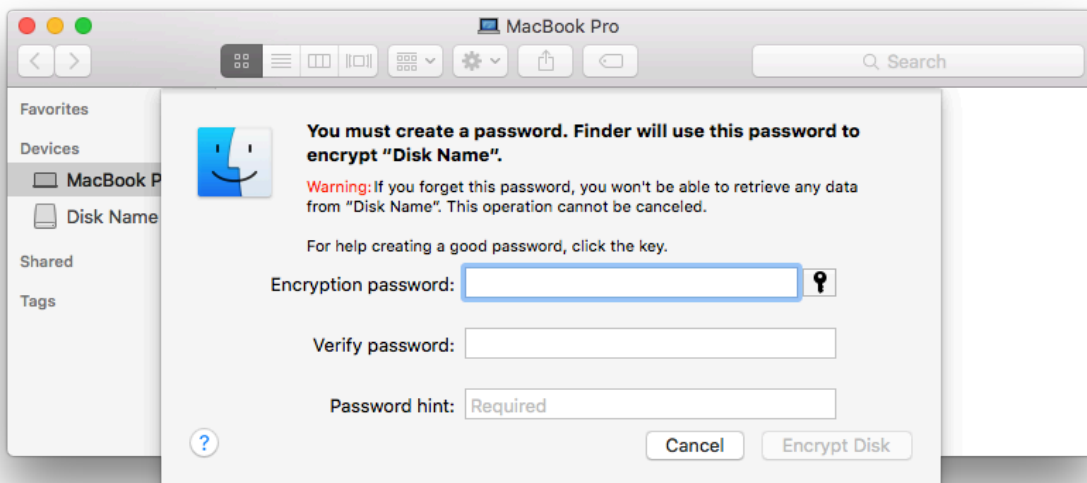 MacBook Pro
Search
Favorites
Devices
MacBook P
Disk Name
Shared
Tags
You must create a password. Finder will use this password to
encrypt “Disk Name”.
Warning: If you forget this password, you won't be able to retrieve any data
from “Disk Name”. This operation cannot be canceled.
For help creating a good password, click the key.
Encryption password:
Verify password:
Password hint: Required
?
Cancel
Encrypt Disk